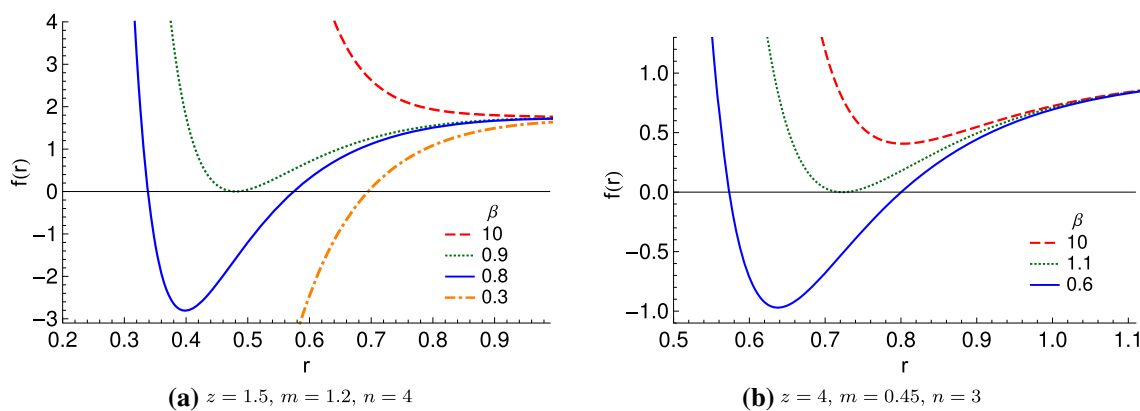 4
3
2
1
0
−1
−2
−3
f(r)
β
10
0.9
0.8
0.3
0.2 0.3 0.4 0.5 0.6 0.7 0.8 0.9
r
(a) z = 1.5, m = 1.2, n = 4
1.0
0.5
0.0
−0.5
−1.0
f(r)
β
10
1.1
0.6
0.5 0.6 0.7 0.8 0.9 1.0 1.1
r
(b) z = 4, m = 0.45, n = 3